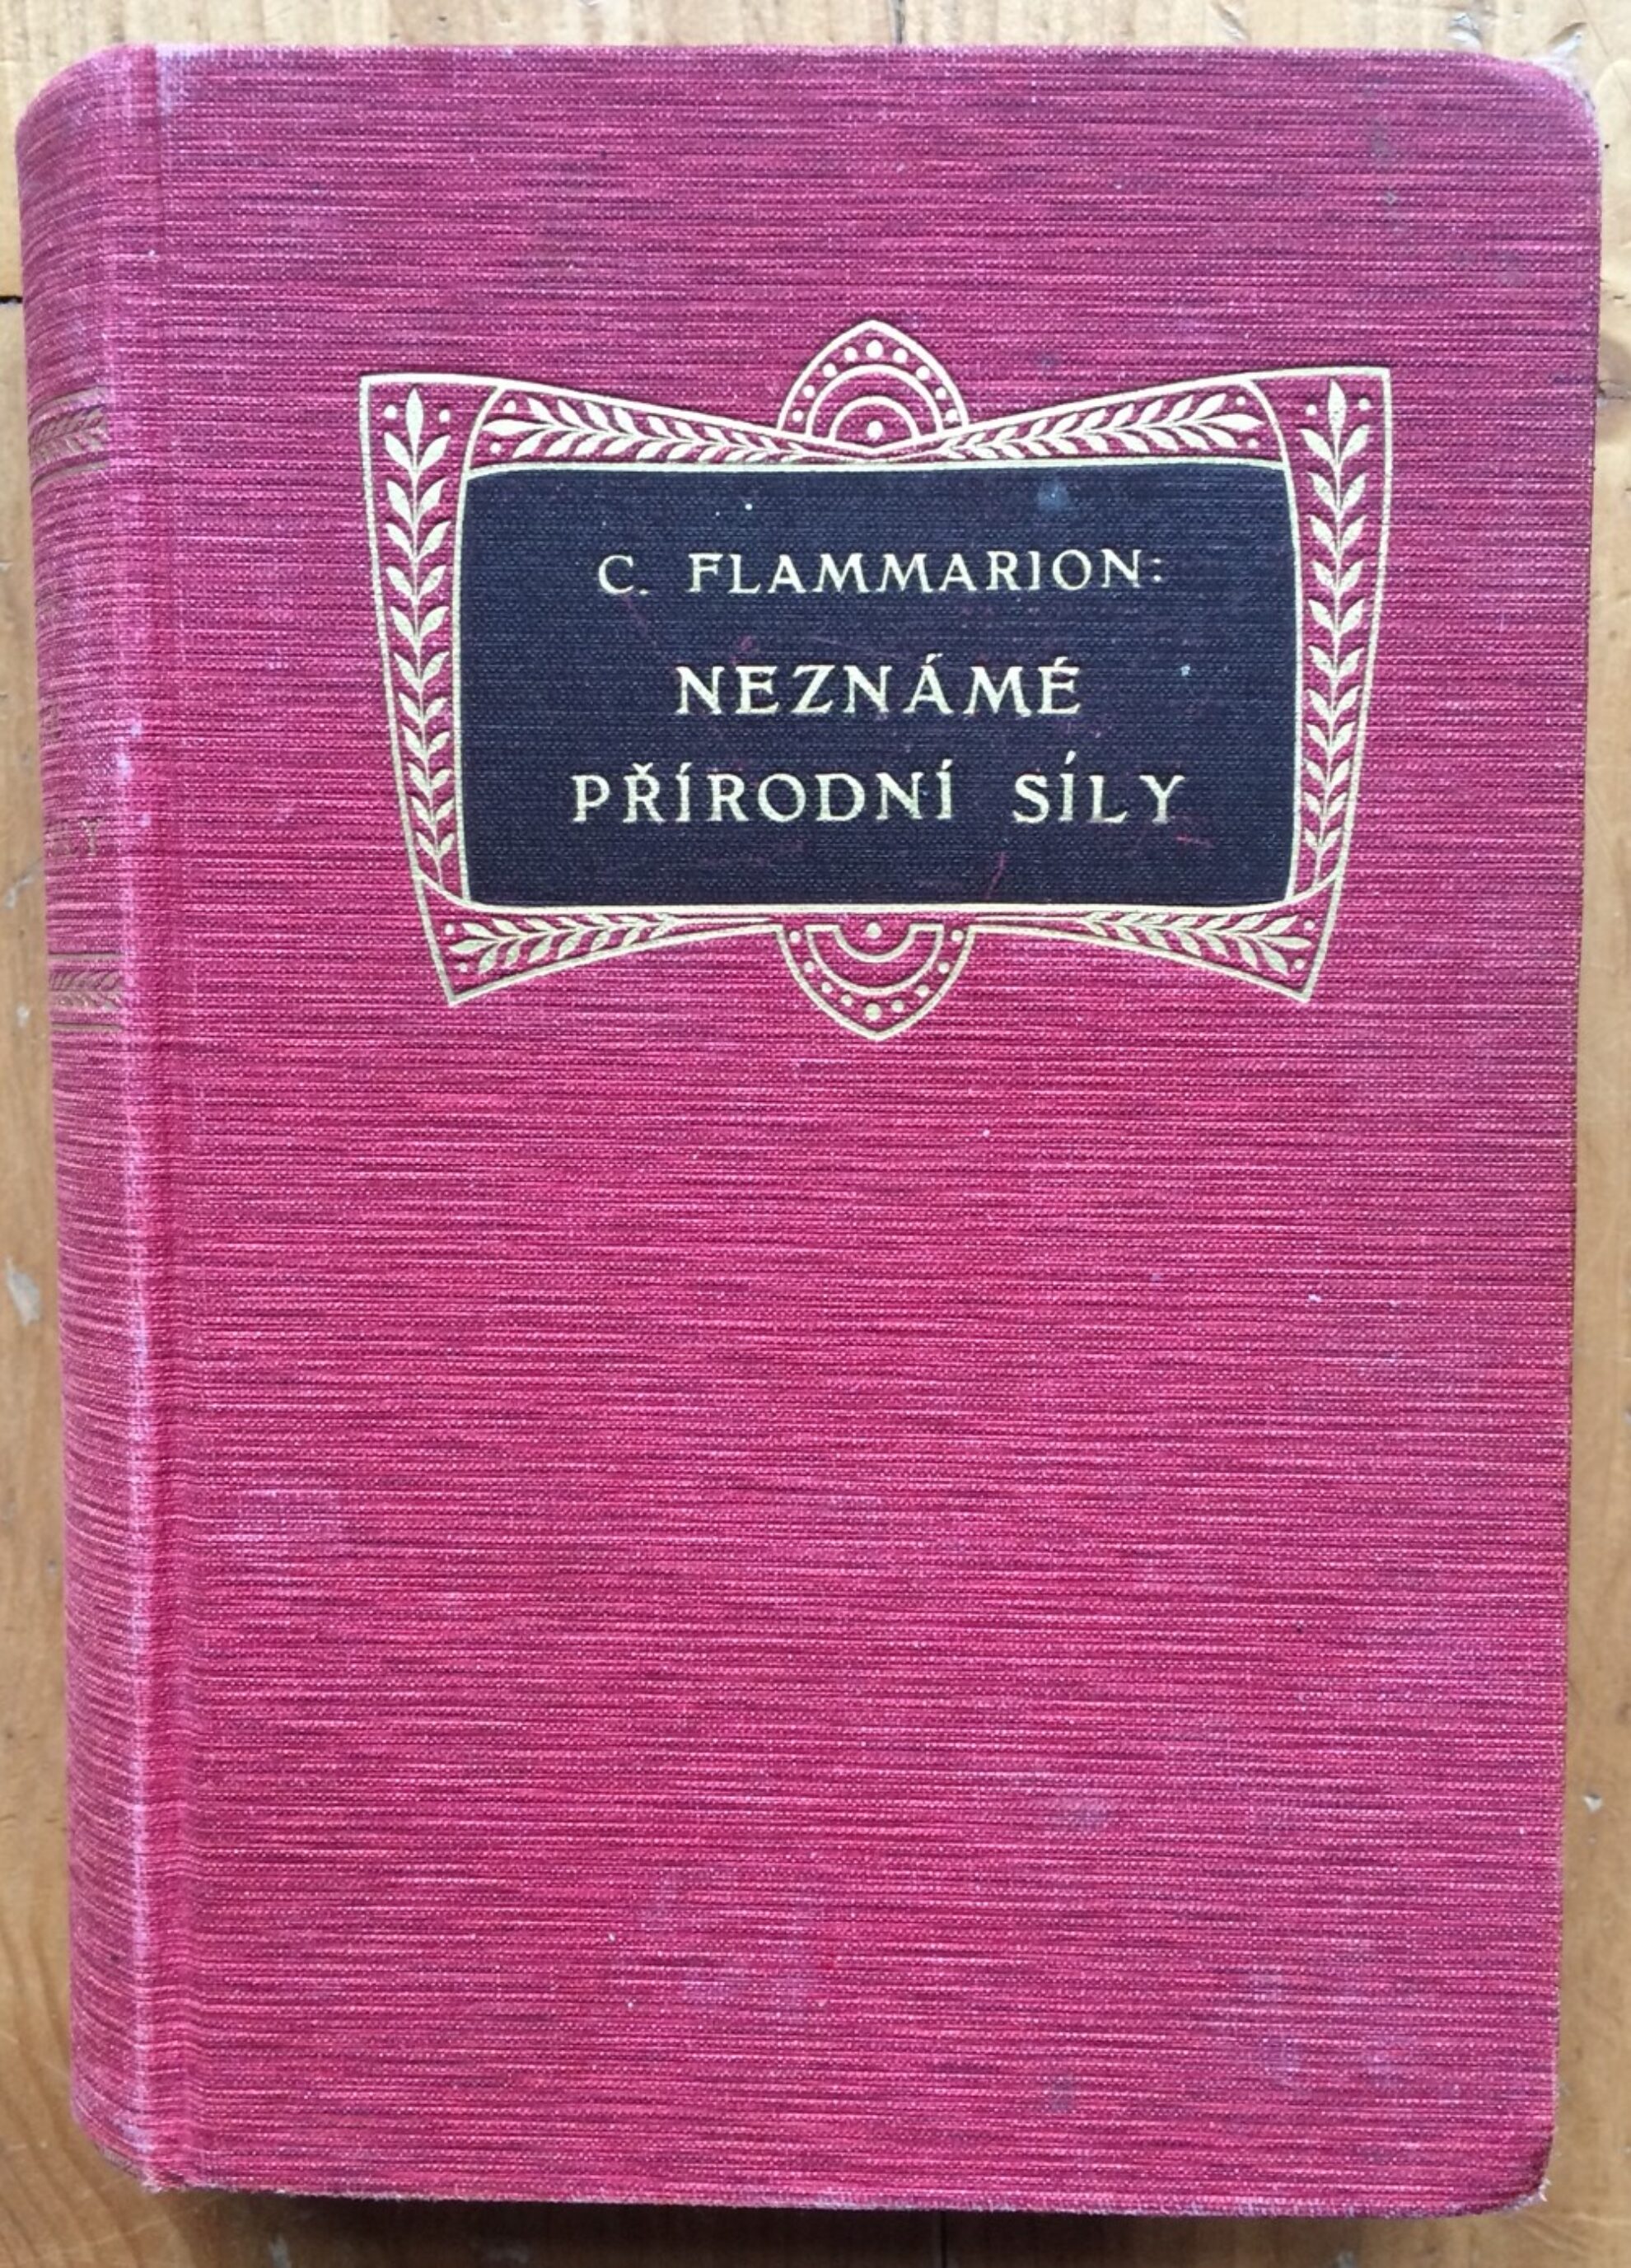 C. FLAMMARION:
NEZNÁMÉ
PŘÍRODNÍ SÍLY